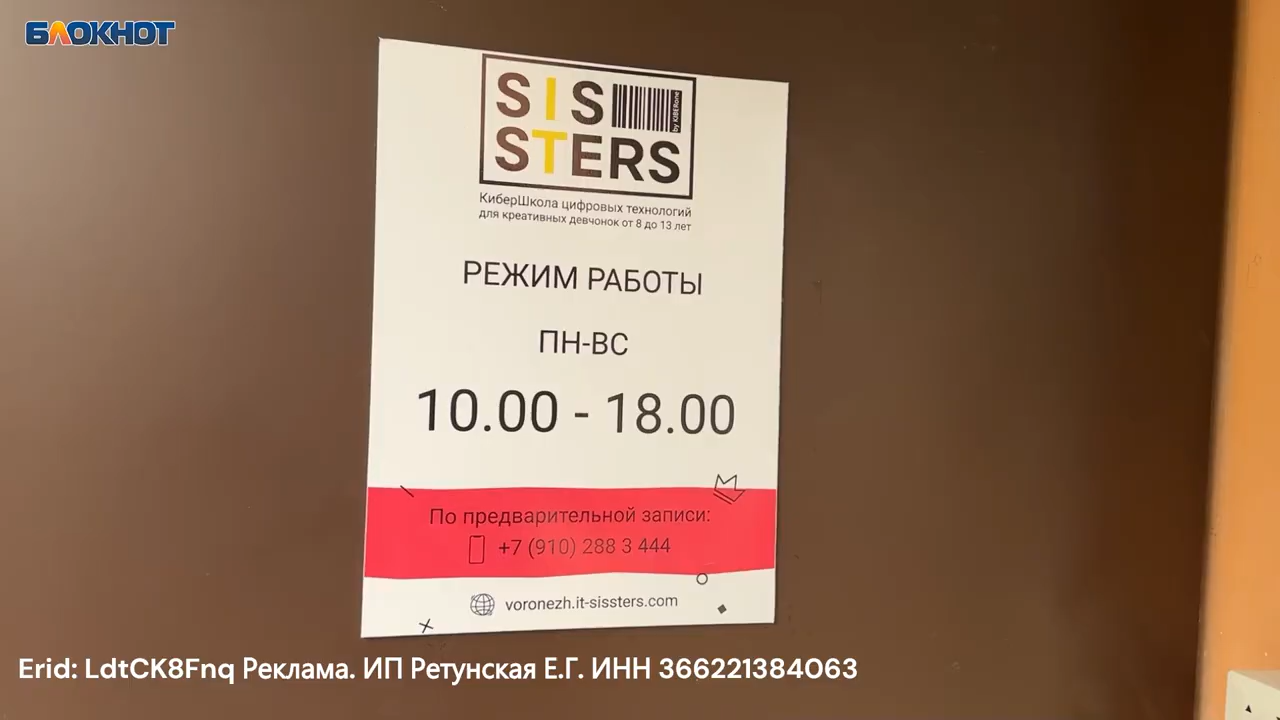 БЛОКНОТ
SIS
by KIBERone
STERS
КиберШкола цифровых технологий
для креативных девчонок от 8 до 13 лет
РЕЖИМ РАБОТЫ
ПН-ВС
10.00 - 18.00
По предварительной записи:
+7 (910) 288 3 444
voronezh.it-sissters.com
Erid: LdtCK8Fnq Реклама. ИП Ретунская Е.Г. ИНН 366221384063